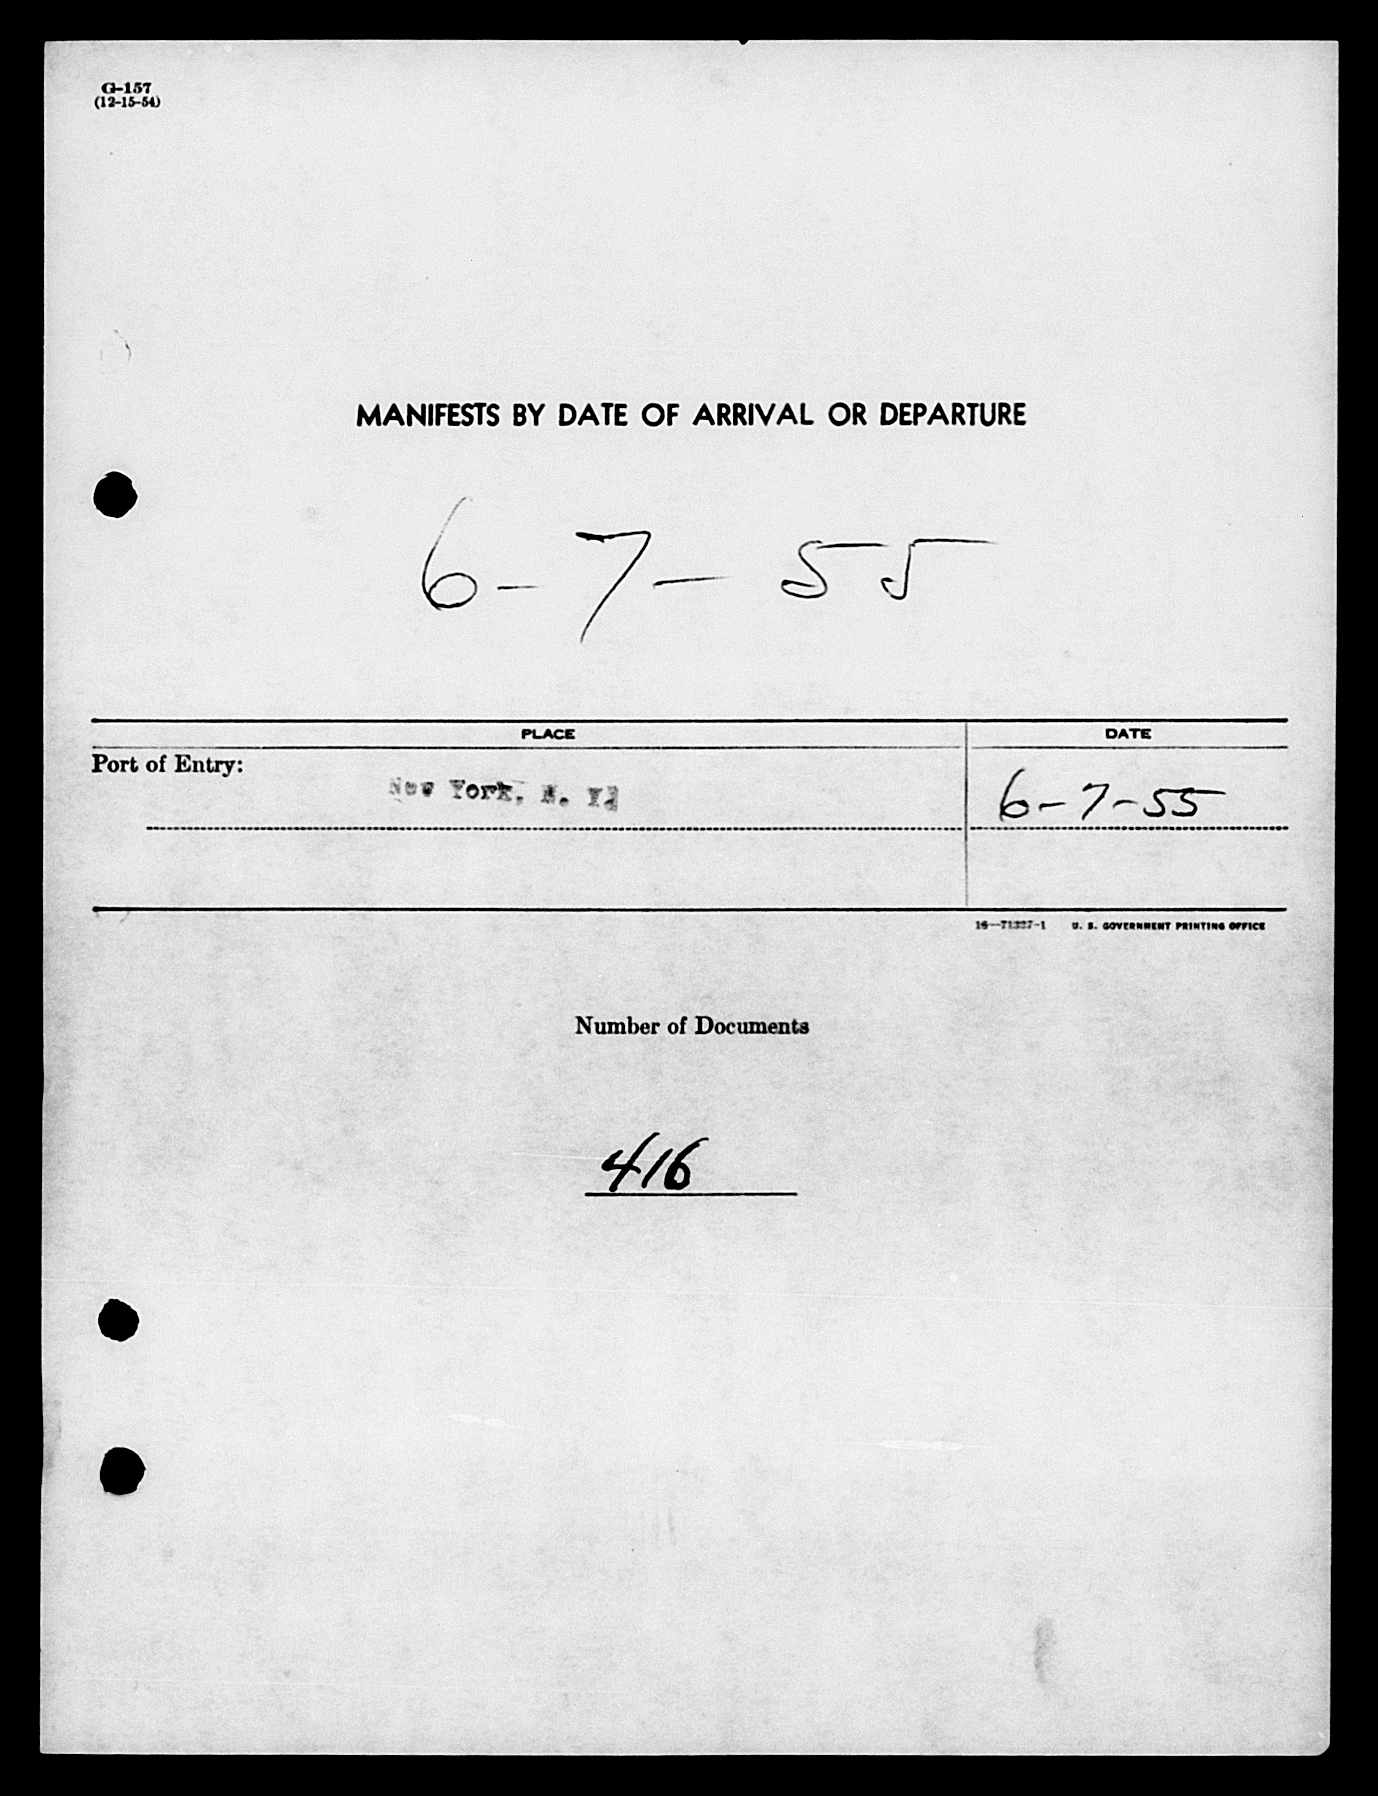 G-157
(12-15-54)
MANIFESTS BY DATE OF ARRIVAL OR DEPARTURE
6-7-55
PLACE DATE
Port of Entry:
New York, N. Y. 6-7-55
16—71337-1 U. S. GOVERNMENT PRINTING OFFICE
Number of Documents
416